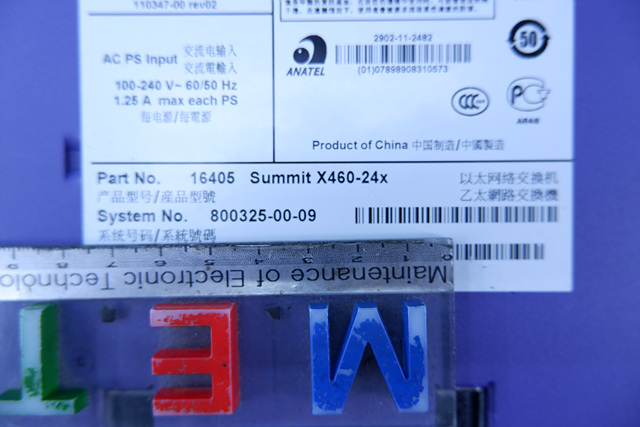 110347-00 rev02
AC PS Input 交流电输入
交流電輸入
100-240 V~ 60/50 Hz
1.25 A max each PS
每电源/每電源
ANATEL
2902-11-2492
(01)07898908310573
50
CCC
Product of China 中国制造/中國製造
Part No. 16405 Summit X460-24x
产品型号/産品型號
以太网络交换机
乙太網路交換機
System No. 800325-00-09
系统号码/系統號碼
Maintenance of Electronic Technolo
M E T